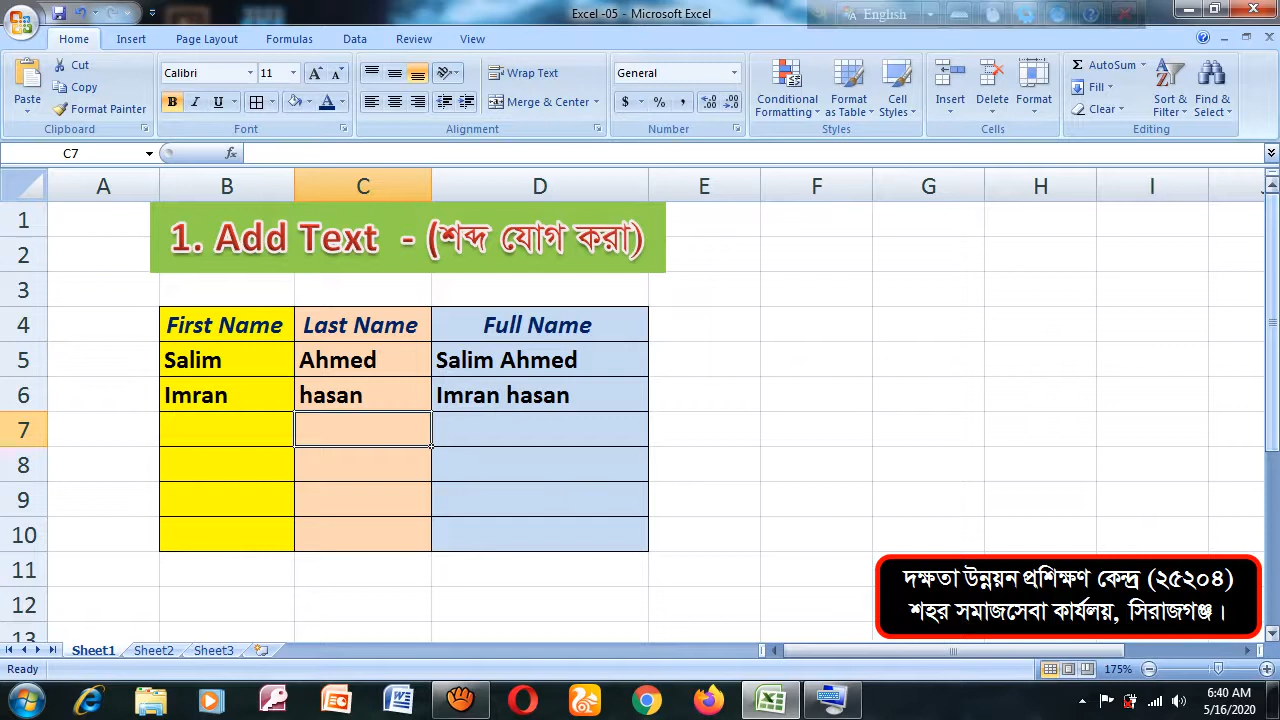 Excel -05 - Microsoft Excel
English
Home Insert Page Layout Formulas Data Review View
Paste
Cut
Copy
Format Painter
Clipboard
Calibri 11
B I U
Font
Wrap Text
Merge & Center
Alignment
General
$ % ,
Number
Conditional Formatting
Format as Table
Cell Styles
Styles
Insert Delete Format
Cells
AutoSum
Fill
Clear
Sort & Filter
Find & Select
Editing
C7
fx
A B C D E F G H I
1
1. Add Text - (শব্দ যোগ করা)
2
3
4 First Name Last Name Full Name
5 Salim Ahmed Salim Ahmed
6 Imran hasan Imran hasan
7
8
9
10
11
12
13
দক্ষতা উন্নয়ন প্রশিক্ষণ কেন্দ্র (২৫২০৪)
শহর সমাজসেবা কার্যলয়, সিরাজগঞ্জ।
Sheet1 Sheet2 Sheet3
Ready
175%
6:40 AM
5/16/2020